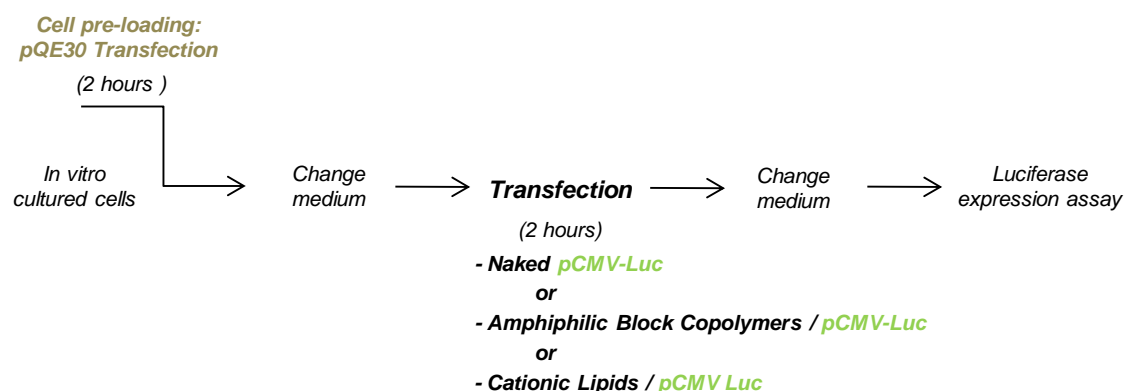 Cell pre-loading:
pQE30 Transfection
(2 hours )
In vitro
cultured cells
Change
medium
Transfection
(2 hours)
- Naked pCMV-Luc
or
- Amphiphilic Block Copolymers / pCMV-Luc
or
- Cationic Lipids / pCMV Luc
Change
medium
Luciferase
expression assay